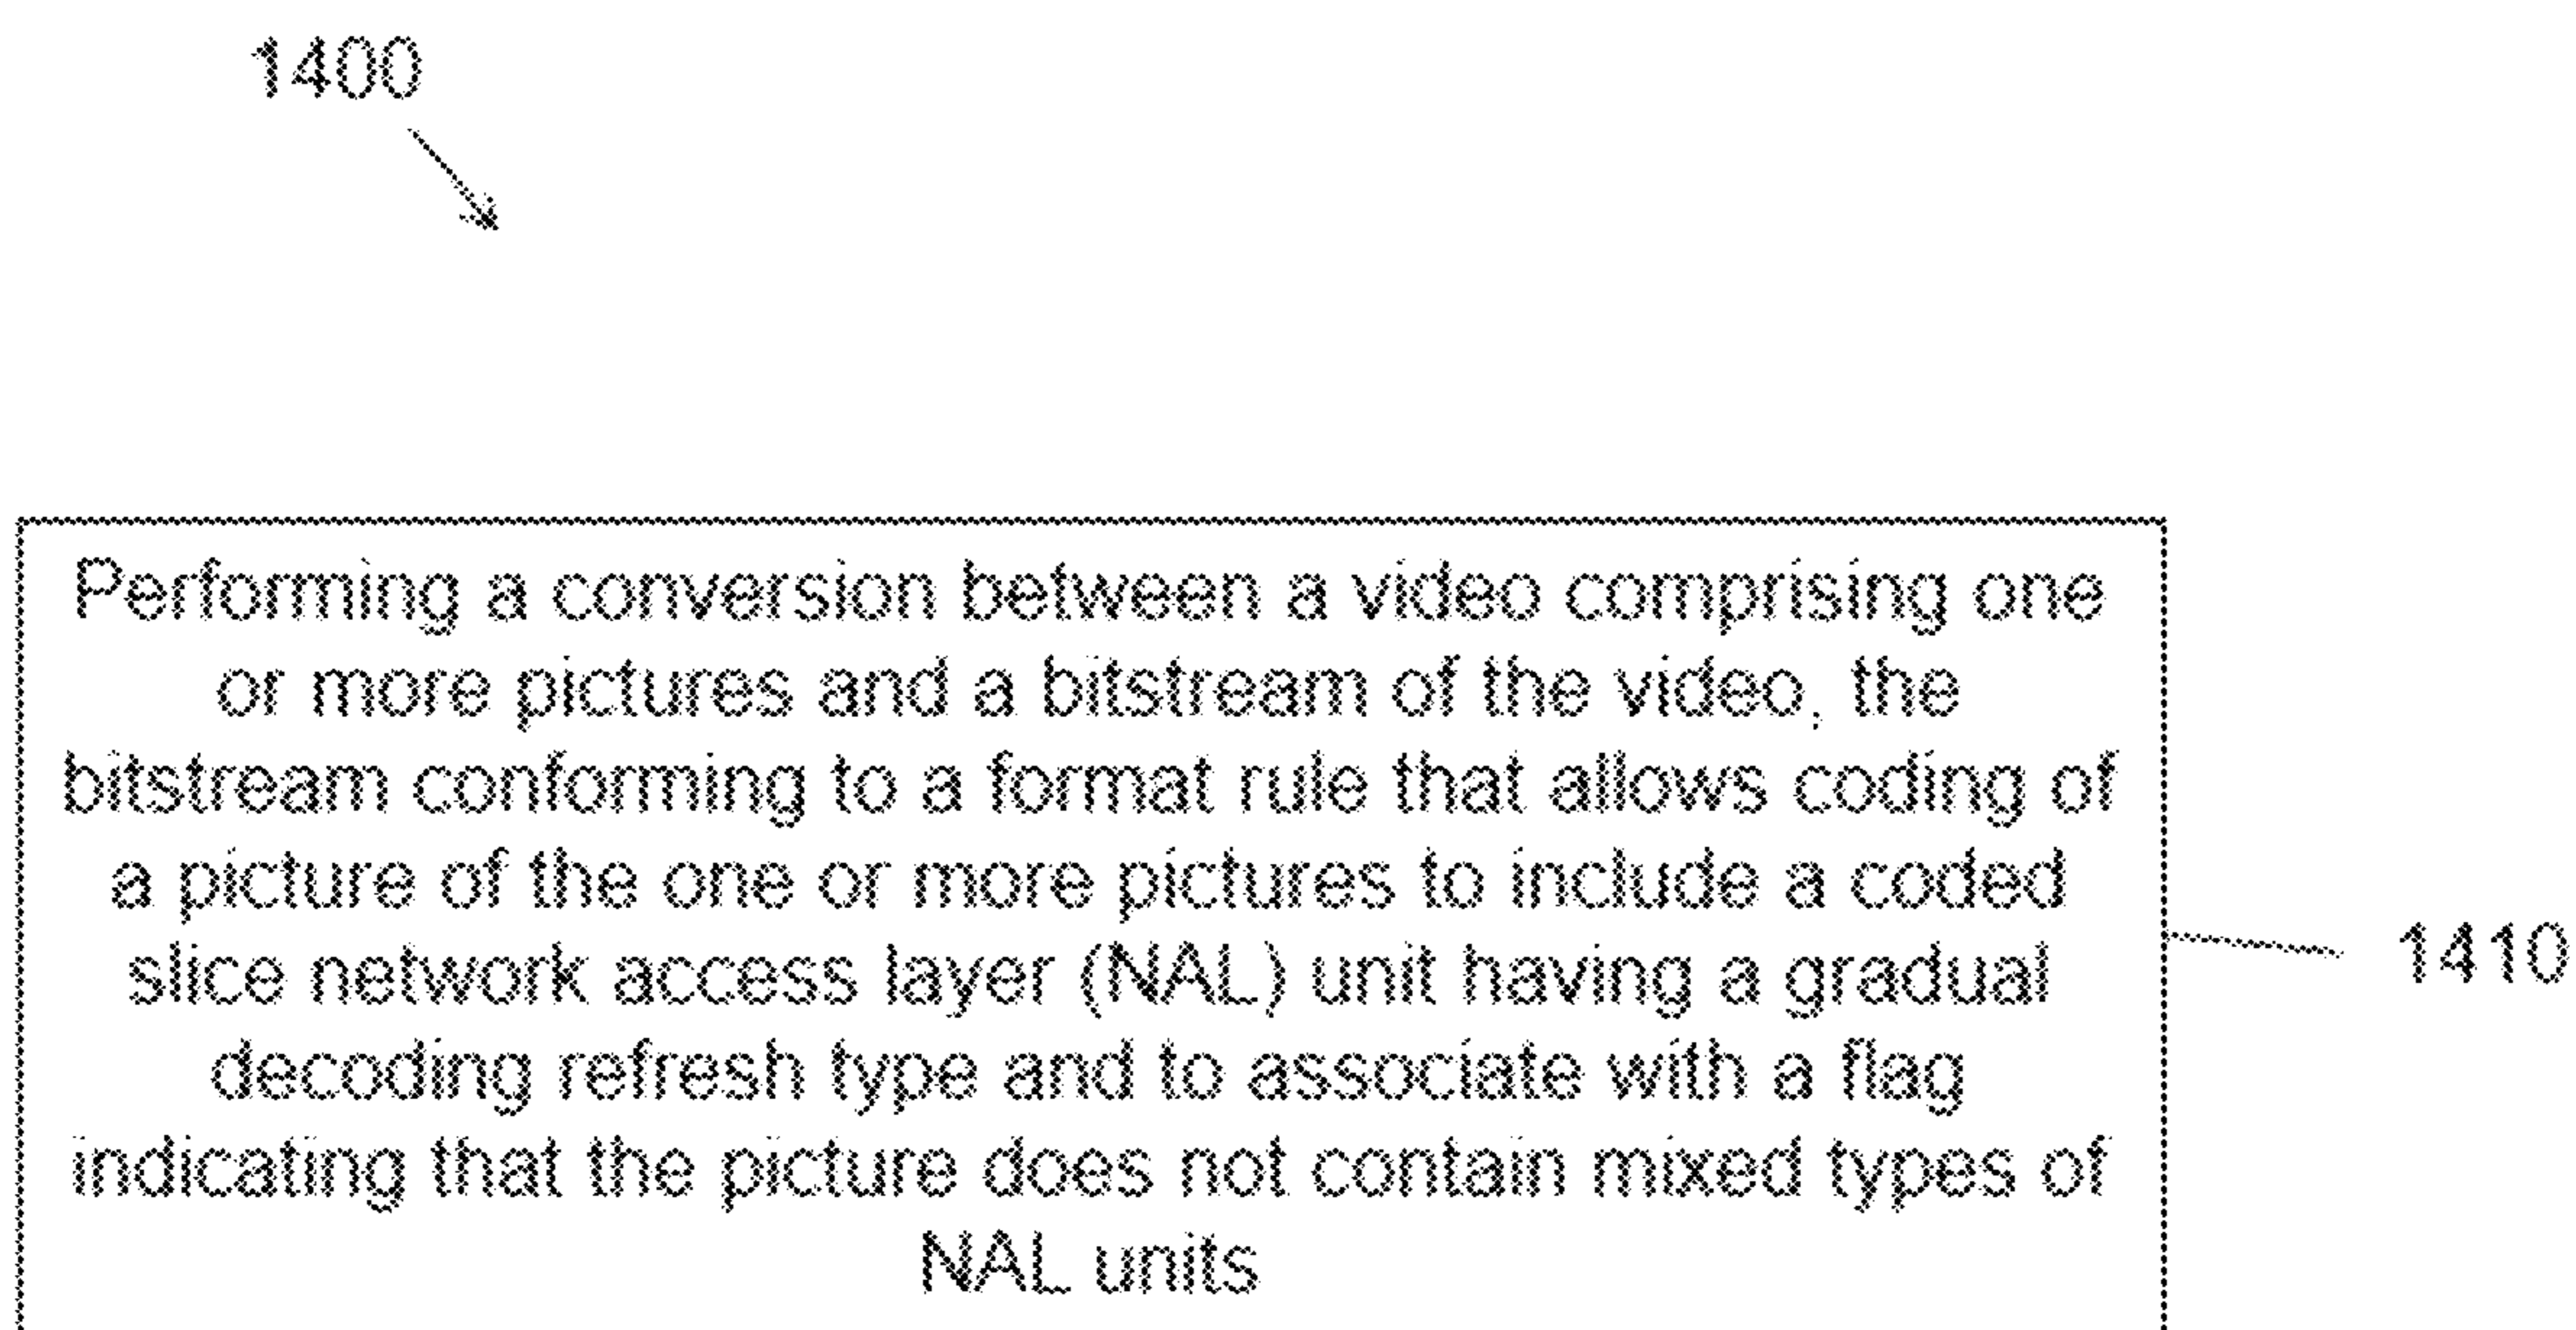 1400
Performing a conversion between a video comprising one
or more pictures and a bitstream of the video, the
bitstream conforming to a format rule that allows coding of
a picture of the one or more pictures to include a coded
slice network access layer (NAL) unit having a gradual
decoding refresh type and to associate with a flag
indicating that the picture does not contain mixed types of
NAL units
1410